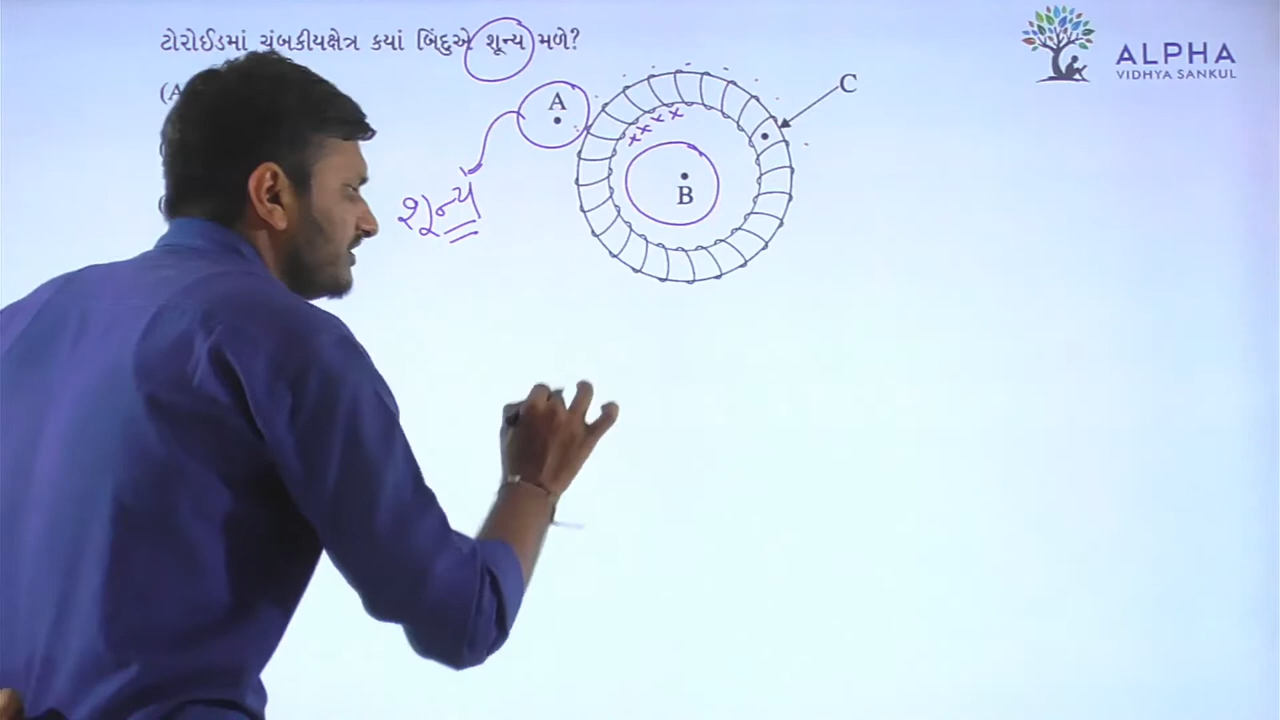 ટોરોઈડમાં ચુંબકીયક્ષેત્ર કયાં બિંદુએ શૂન્ય મળે?
(A
A
B
C
x x x x
શૂન્ય
ALPHA
VIDHYA SANKUL